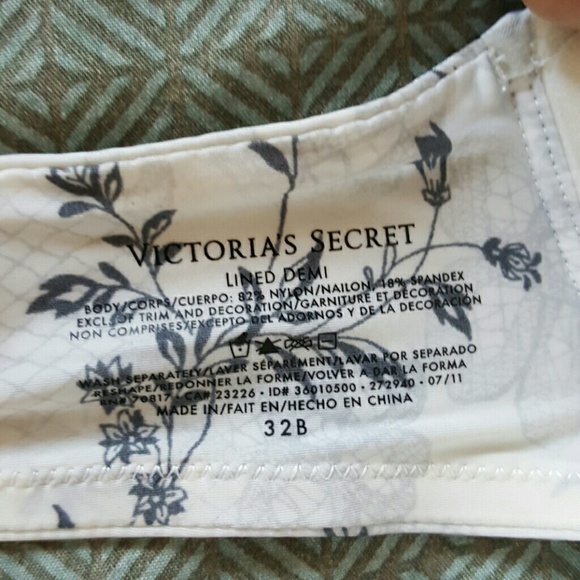 VICTORIA'S SECRET
LINED DEMI
BODY/CORPS/CUERPO: 82% NYLON/NAILON, 18% SPANDEX
EXCL. OF TRIM AND DECORATION/GARNITURE ET DÉCORATION
NON COMPRISES/EXCEPTO DEL ADORNOS Y DE LA DECORACIÓN
WASH SEPARATELY/LAVER SÉPARÉMENT/LAVAR POR SEPARADO
RESHAPE/REDONNER LA FORME/VOLVER A DAR LA FORMA
RN# 70817 • CA# 23226 • ID# 36010500 • 272940 • 07/11
MADE IN/FAIT EN/HECHO EN CHINA
32B